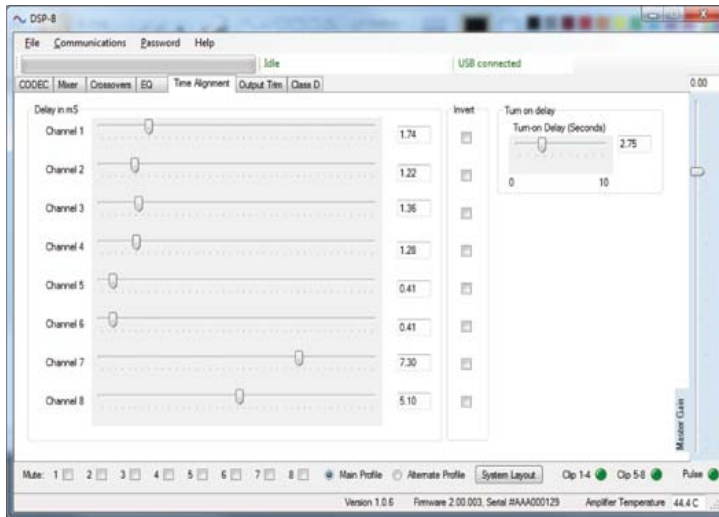 DSP-8
File Communications Password Help
Idle USB connected
CODEC Mixer Crossovers EQ Time Alignment Output Trim Class D 0.00
Delay in mS Invert Turn on delay
Channel 1 1.74 Turn-on Delay (Seconds)
2.75
0 10
Channel 2 1.22
Channel 3 1.36
Channel 4 1.28
Channel 5 0.41
Channel 6 0.41
Channel 7 7.30
Channel 8 5.10
Master Gain
Mute: 1 2 3 4 5 6 7 8 Main Profile Alternate Profile System Layout Clip 1-4 Clip 5-8 Pulse
Version 1.0.6 Firmware 2.00.003, Serial #AAA000129 Amplifier Temperature 44.4 C